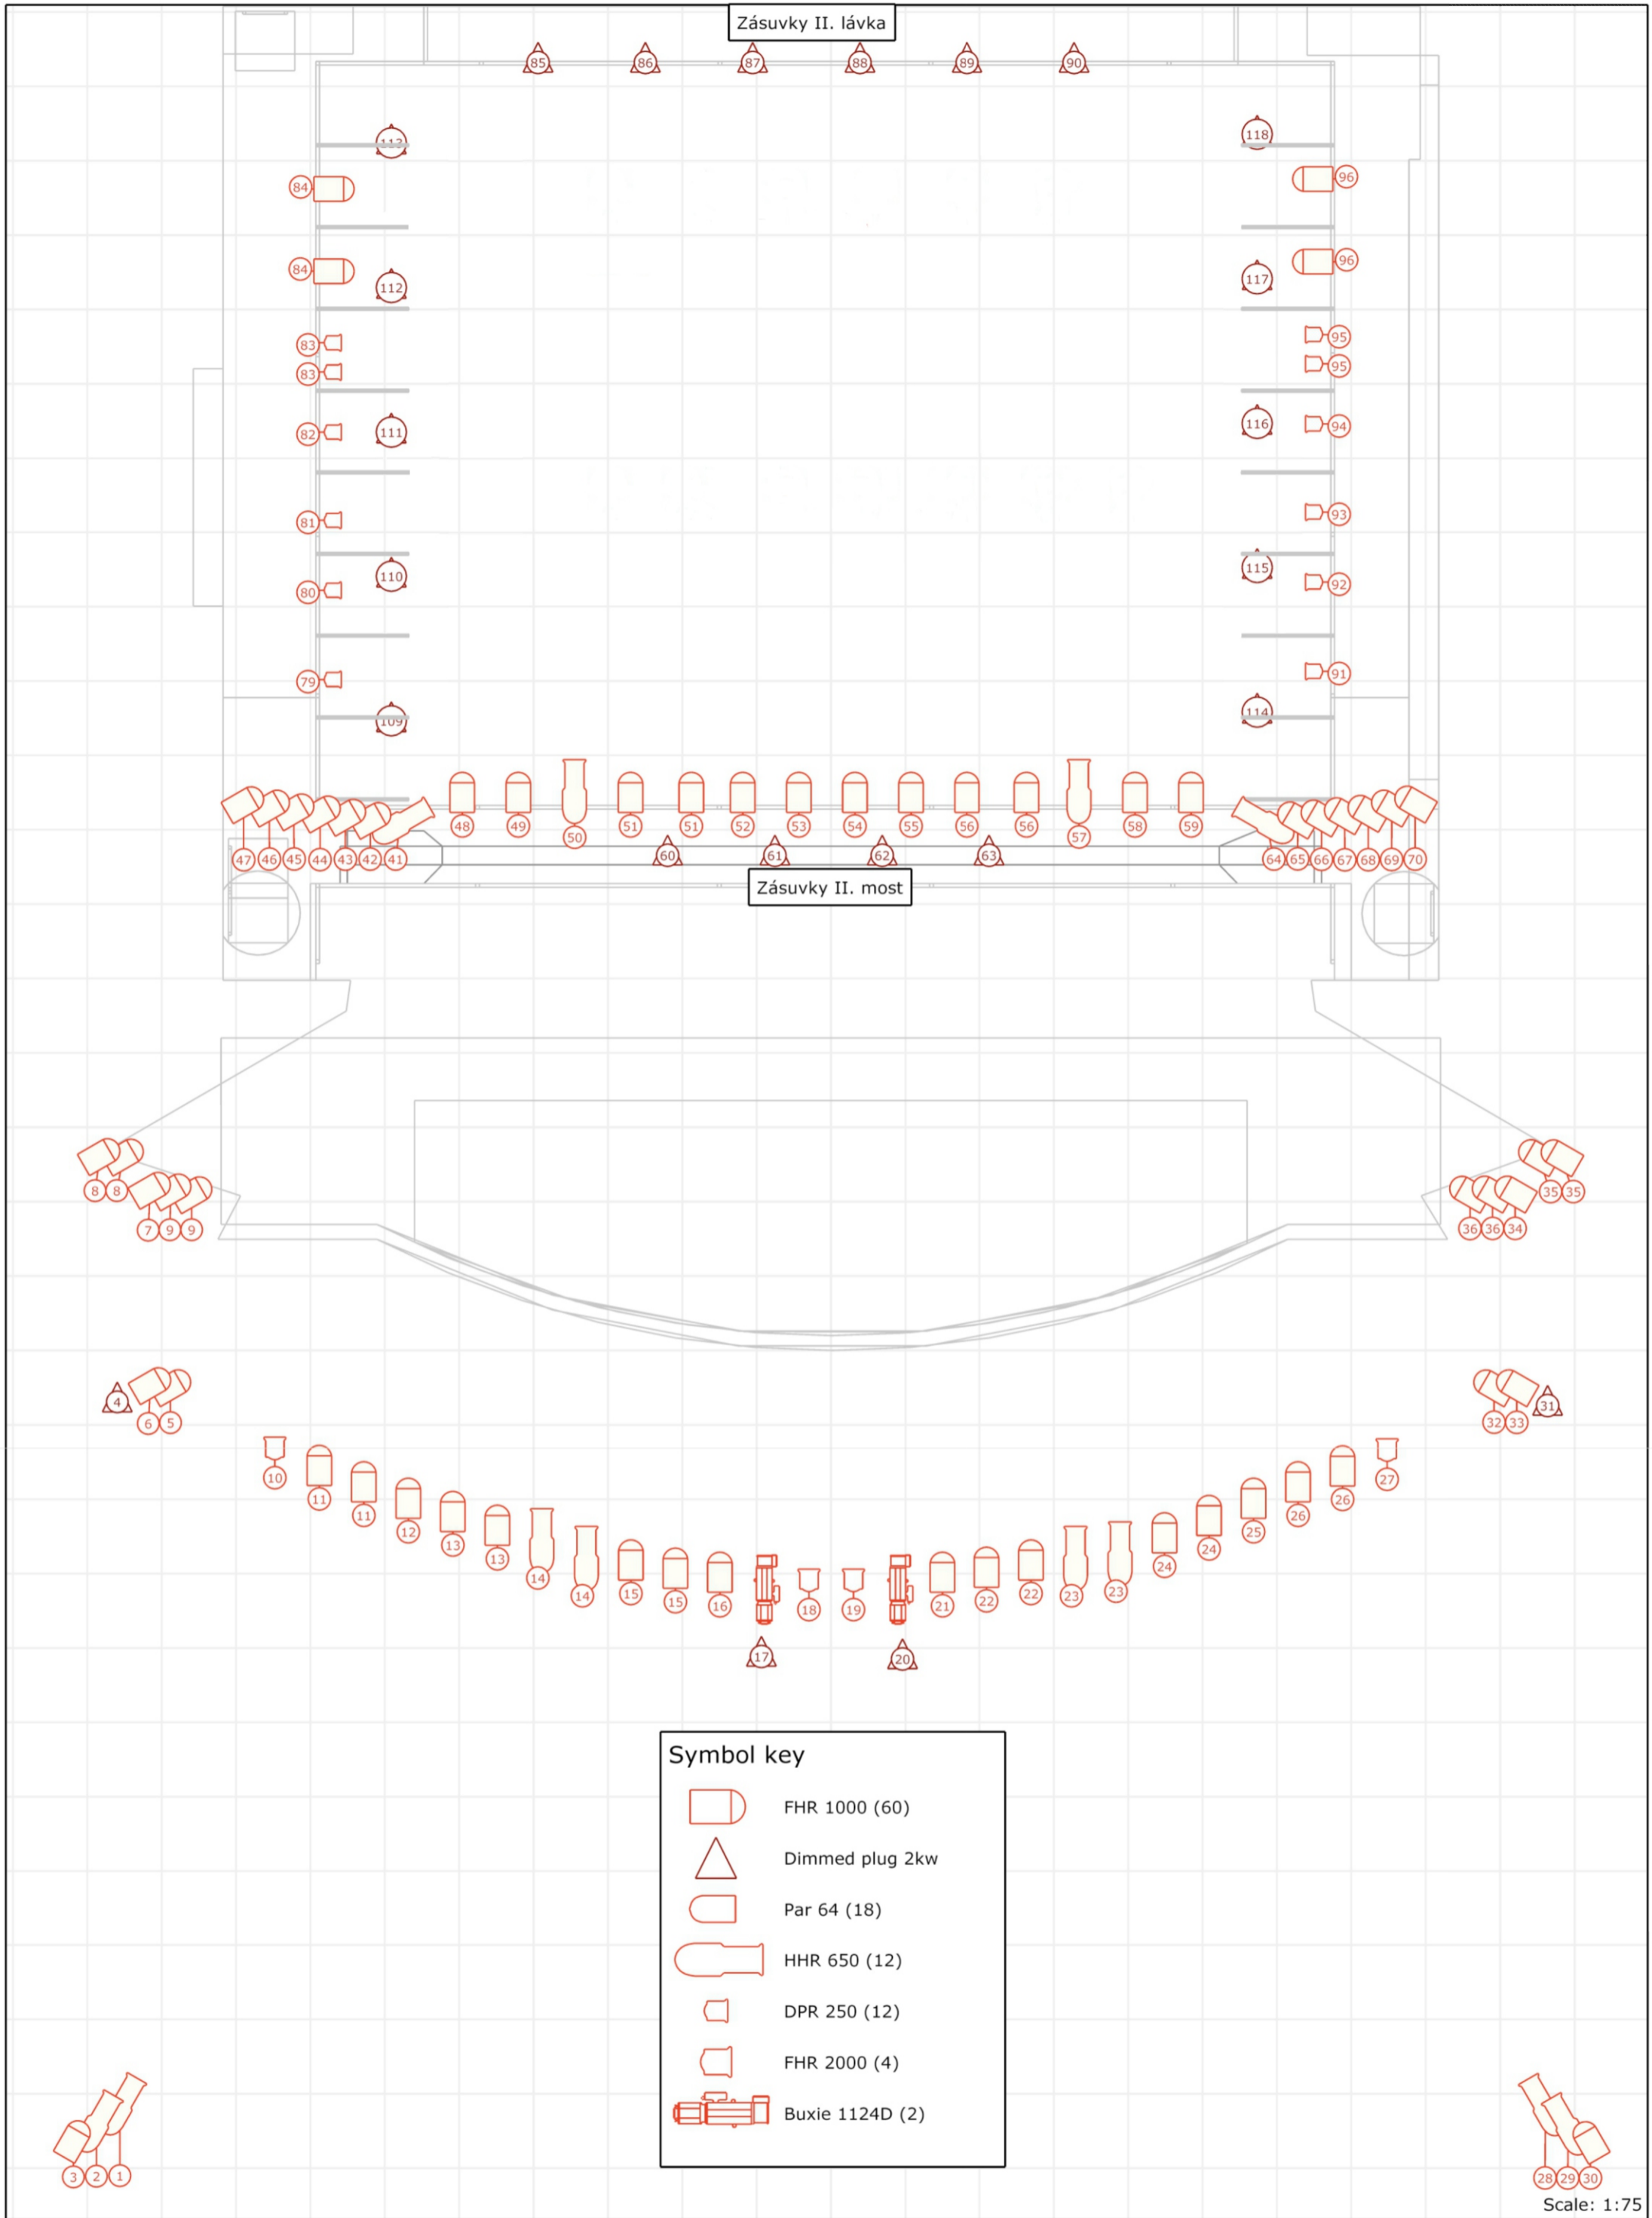 Zásuvky II. lávka
85 86 87 88 89 90
113 118
84 96
84 96
112 117
83 95
83 95
82 111 116 94
81 93
110 115
80 92
79 91
109 114
48 49 50 51 51 52 53 54 55 56 56 57 58 59
47 46 45 44 43 42 41 60 61 62 63 64 65 66 67 68 69 70
Zásuvky II. most
8 8 35 35
7 9 9 36 36 34
4 31
6 5 32 33
10 27
11 26
11 26
12 25
13 24
13 24
14 23
14 23
15 22
15 22
16 18 19 21
17 20
Symbol key
FHR 1000 (60)
Dimmed plug 2kw
Par 64 (18)
HHR 650 (12)
DPR 250 (12)
FHR 2000 (4)
Buxie 1124D (2)
3 2 1 28 29 30
Scale: 1:75